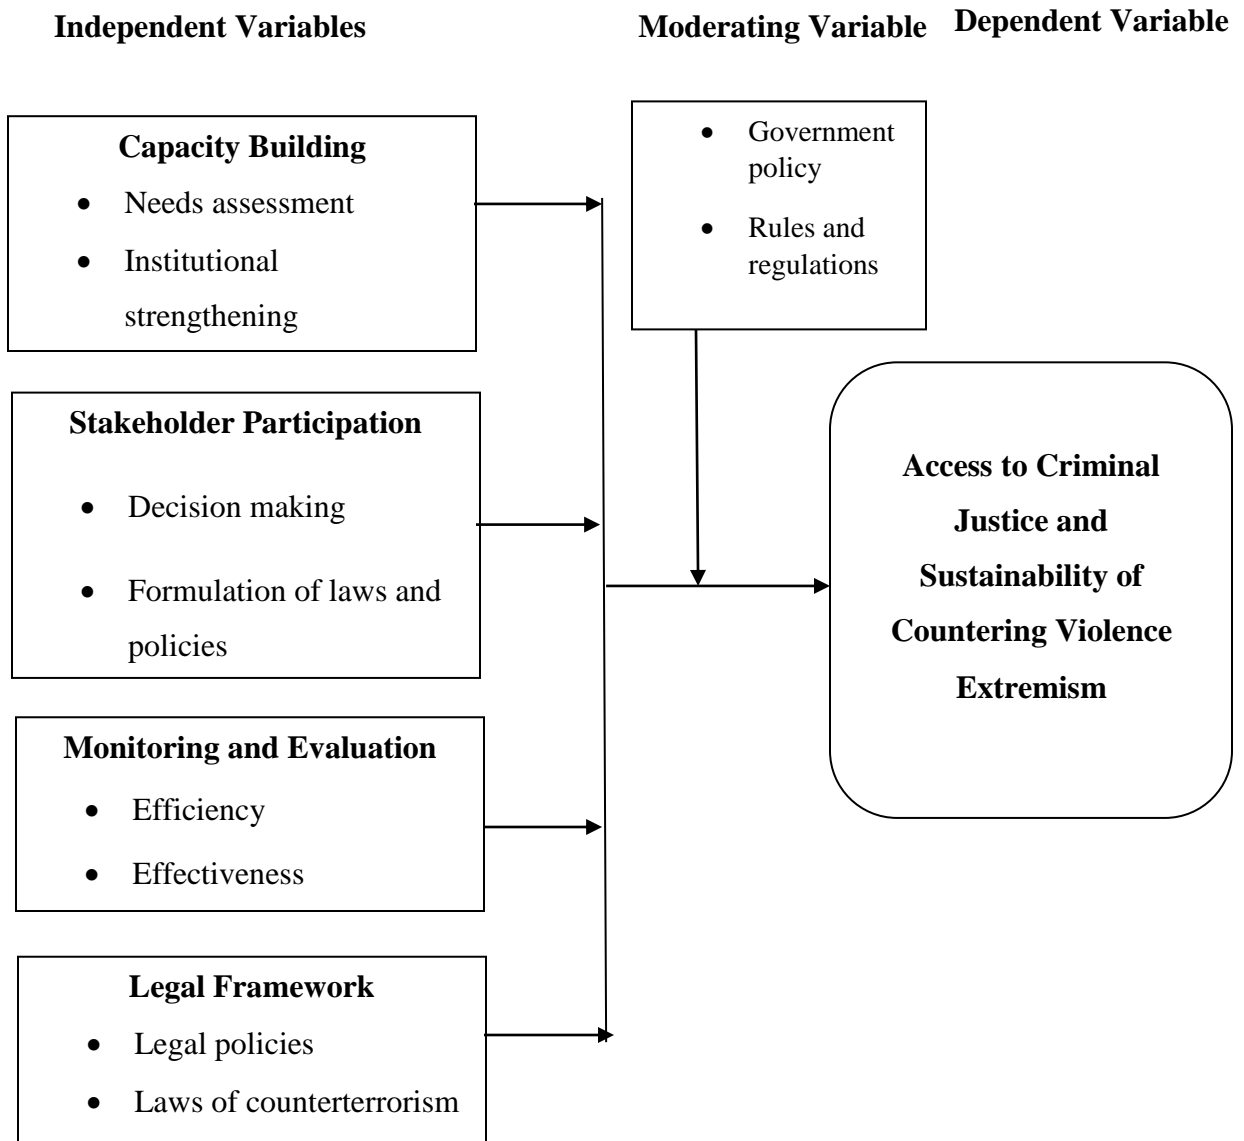 Independent Variables
Moderating Variable
Dependent Variable
Capacity Building
• Needs assessment
• Institutional
strengthening
Stakeholder Participation
• Decision making
• Formulation of laws and
policies
Monitoring and Evaluation
• Efficiency
• Effectiveness
Legal Framework
• Legal policies
• Laws of counterterrorism
• Government
policy
• Rules and
regulations
Access to Criminal
Justice and
Sustainability of
Countering Violence
Extremism